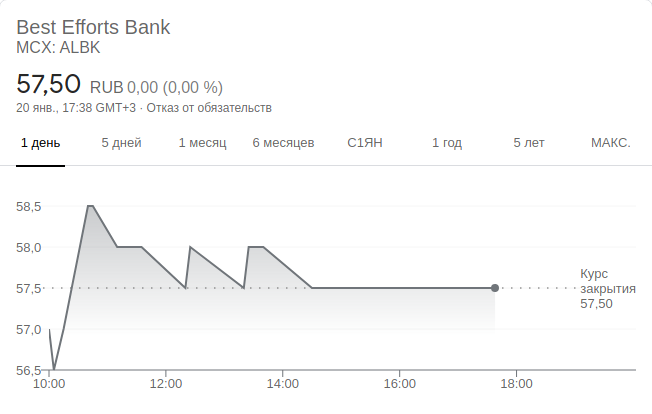 Best Efforts Bank
MCX: ALBK
57,50 RUB 0,00 (0,00 %)
20 янв., 17:38 GMT+3 · Отказ от обязательств
1 день 5 дней 1 месяц 6 месяцев С1ЯН 1 год 5 лет МАКС.
58,5
58,0
57,5
57,0
56,5
Курс
закрытия
57,50
10:00 12:00 14:00 16:00 18:00